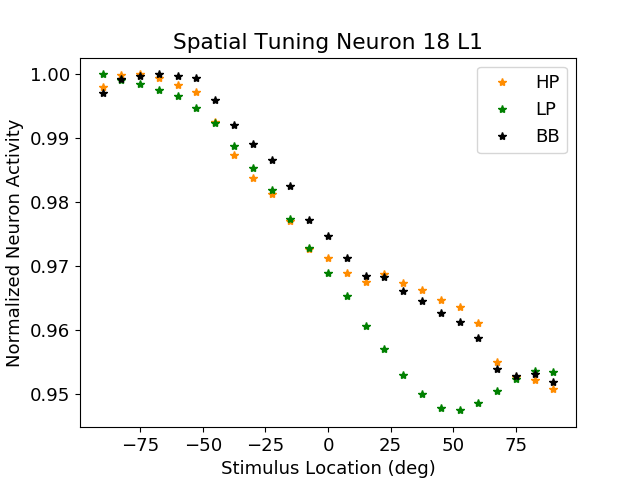 Spatial Tuning Neuron 18 L1
HP
LP
BB
1.00
0.99
0.98
0.97
0.96
0.95
Normalized Neuron Activity
−75
−50
−25
0
25
50
75
Stimulus Location (deg)